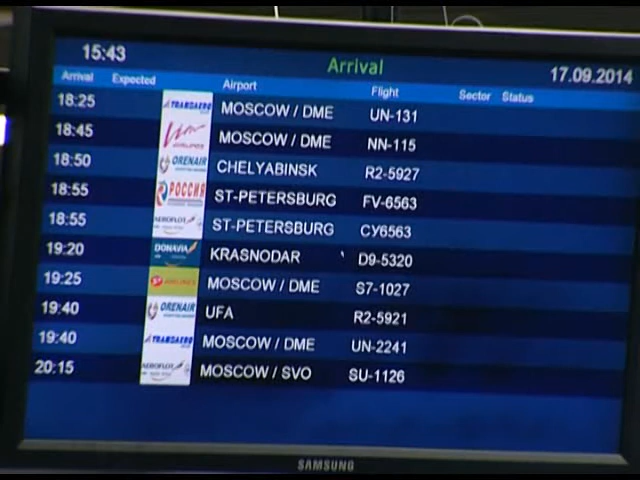 15:43 Arrival 17.09.2014
Arrival Expected Airport Flight Sector Status
18:25 TRANSAERO MOSCOW / DME UN-131
18:45 Vim AIRLINES MOSCOW / DME NN-115
18:50 ORENAIR CHELYABINSK R2-5927
18:55 РОССИЯ ST-PETERSBURG FV-6563
18:55 AEROFLOT ST-PETERSBURG СУ6563
19:20 DONAVIA KRASNODAR D9-5320
19:25 S7 AIRLINES MOSCOW / DME S7-1027
19:40 ORENAIR UFA R2-5921
19:40 TRANSAERO MOSCOW / DME UN-2241
20:15 AEROFLOT MOSCOW / SVO SU-1126
SAMSUNG